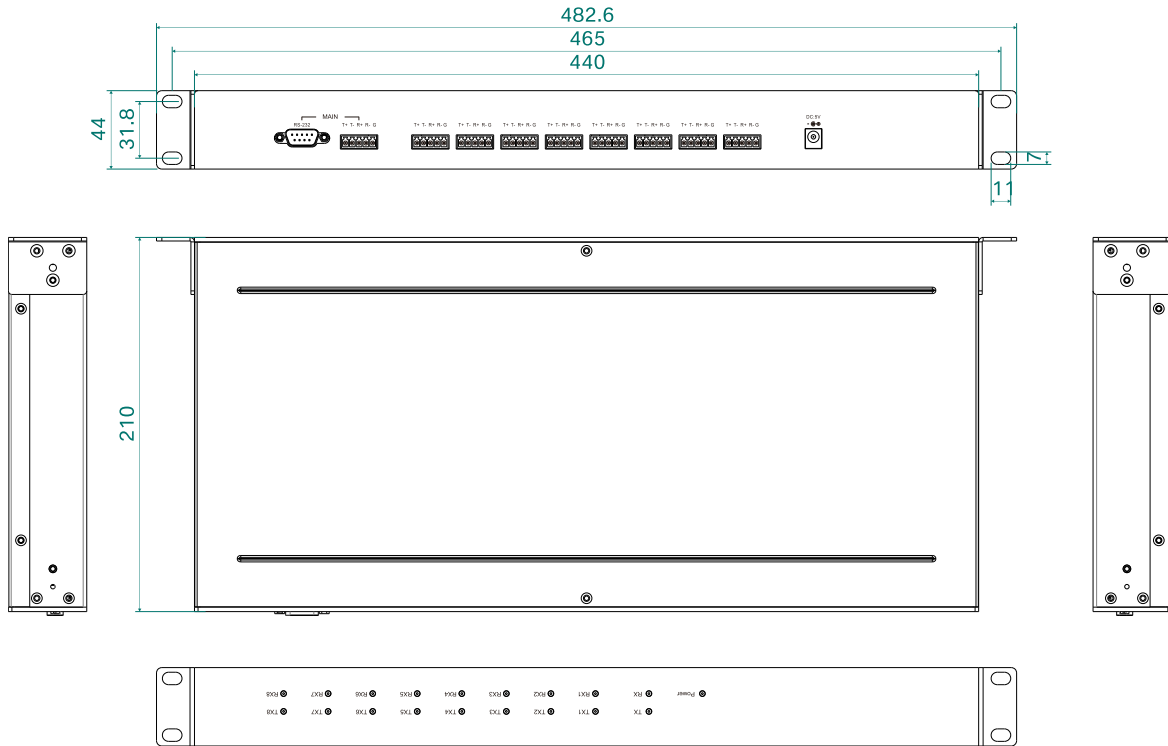 482.6
465
440
44
31.8
MAIN
RS-232
T+ T- R+ R- G
T+ T- R+ R- G
T+ T- R+ R- G
T+ T- R+ R- G
T+ T- R+ R- G
T+ T- R+ R- G
T+ T- R+ R- G
T+ T- R+ R- G
T+ T- R+ R- G
DC:5V
7
11
210
RX8 RX7 RX6 RX5 RX4 RX3 RX2 RX1 RX Power
TX8 TX7 TX6 TX5 TX4 TX3 TX2 TX1 TX